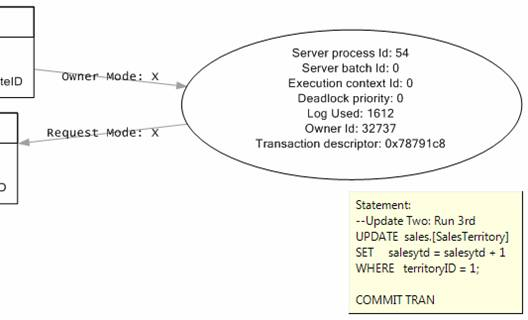 Server process Id: 54
Server batch Id: 0
Execution context Id: 0
Deadlock priority: 0
Log Used: 1612
Owner Id: 32737
Transaction descriptor: 0x78791c8
teID
Owner Mode: X
Request Mode: X
D
Statement:
--Update Two: Run 3rd
UPDATE sales.[SalesTerritory]
SET salesytd = salesytd + 1
WHERE territoryID = 1;
COMMIT TRAN